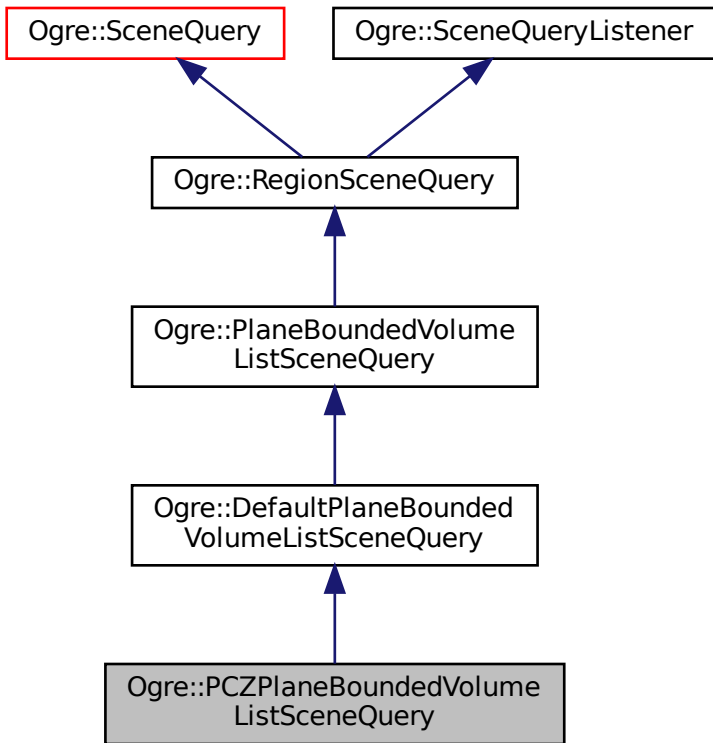 Ogre::SceneQuery
Ogre::SceneQueryListener
Ogre::RegionSceneQuery
Ogre::PlaneBoundedVolume
ListSceneQuery
Ogre::DefaultPlaneBounded
VolumeListSceneQuery
Ogre::PCZPlaneBoundedVolume
ListSceneQuery